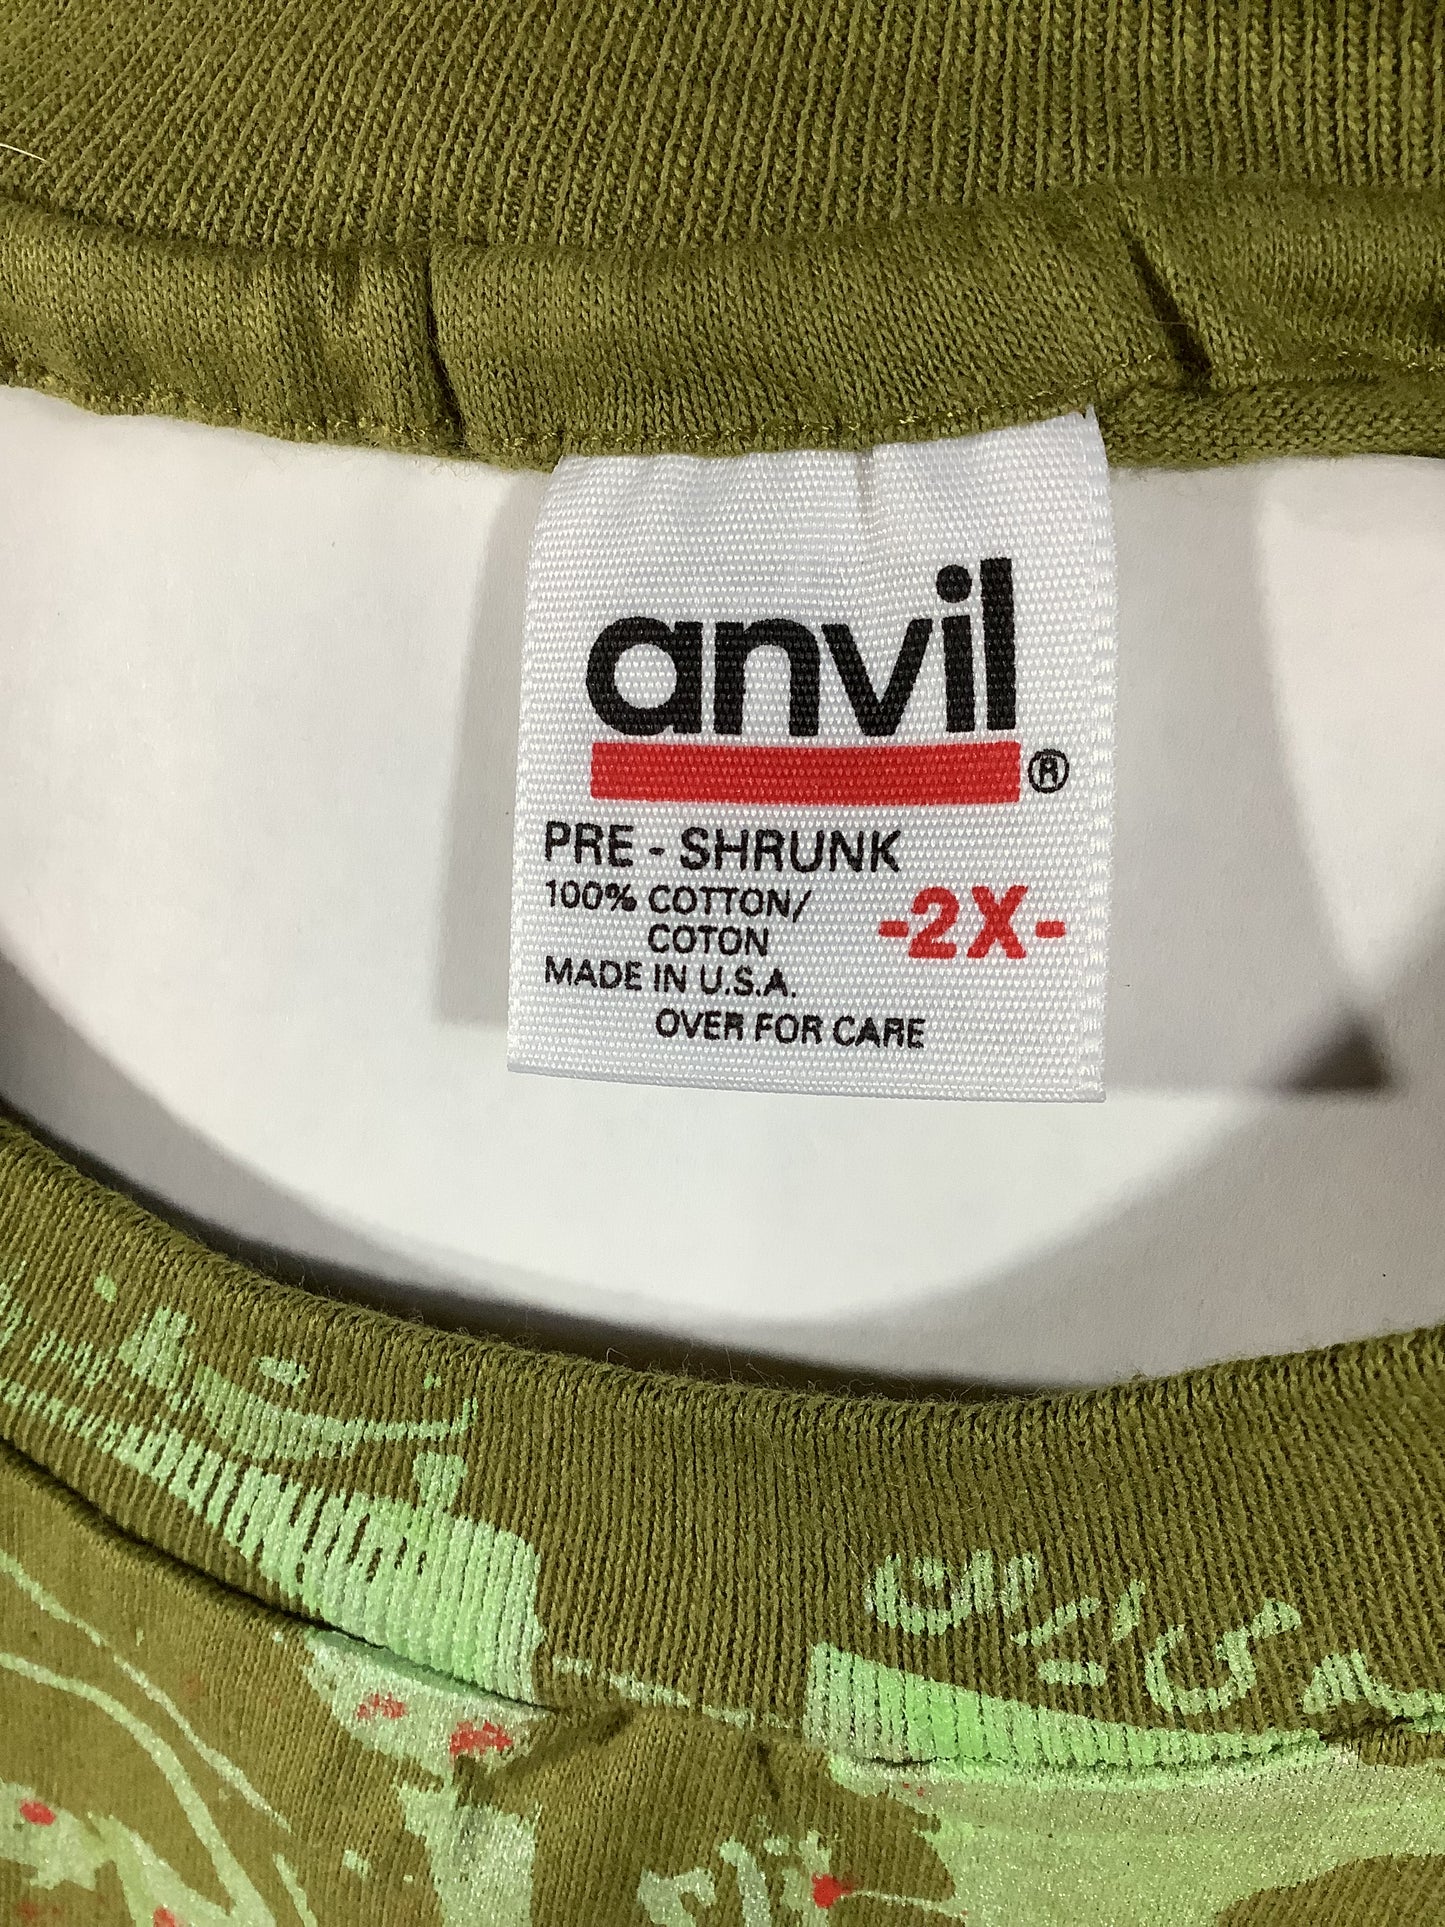 anvil®
PRE - SHRUNK
100% COTTON/
COTON
-2X-
MADE IN U.S.A.
OVER FOR CARE